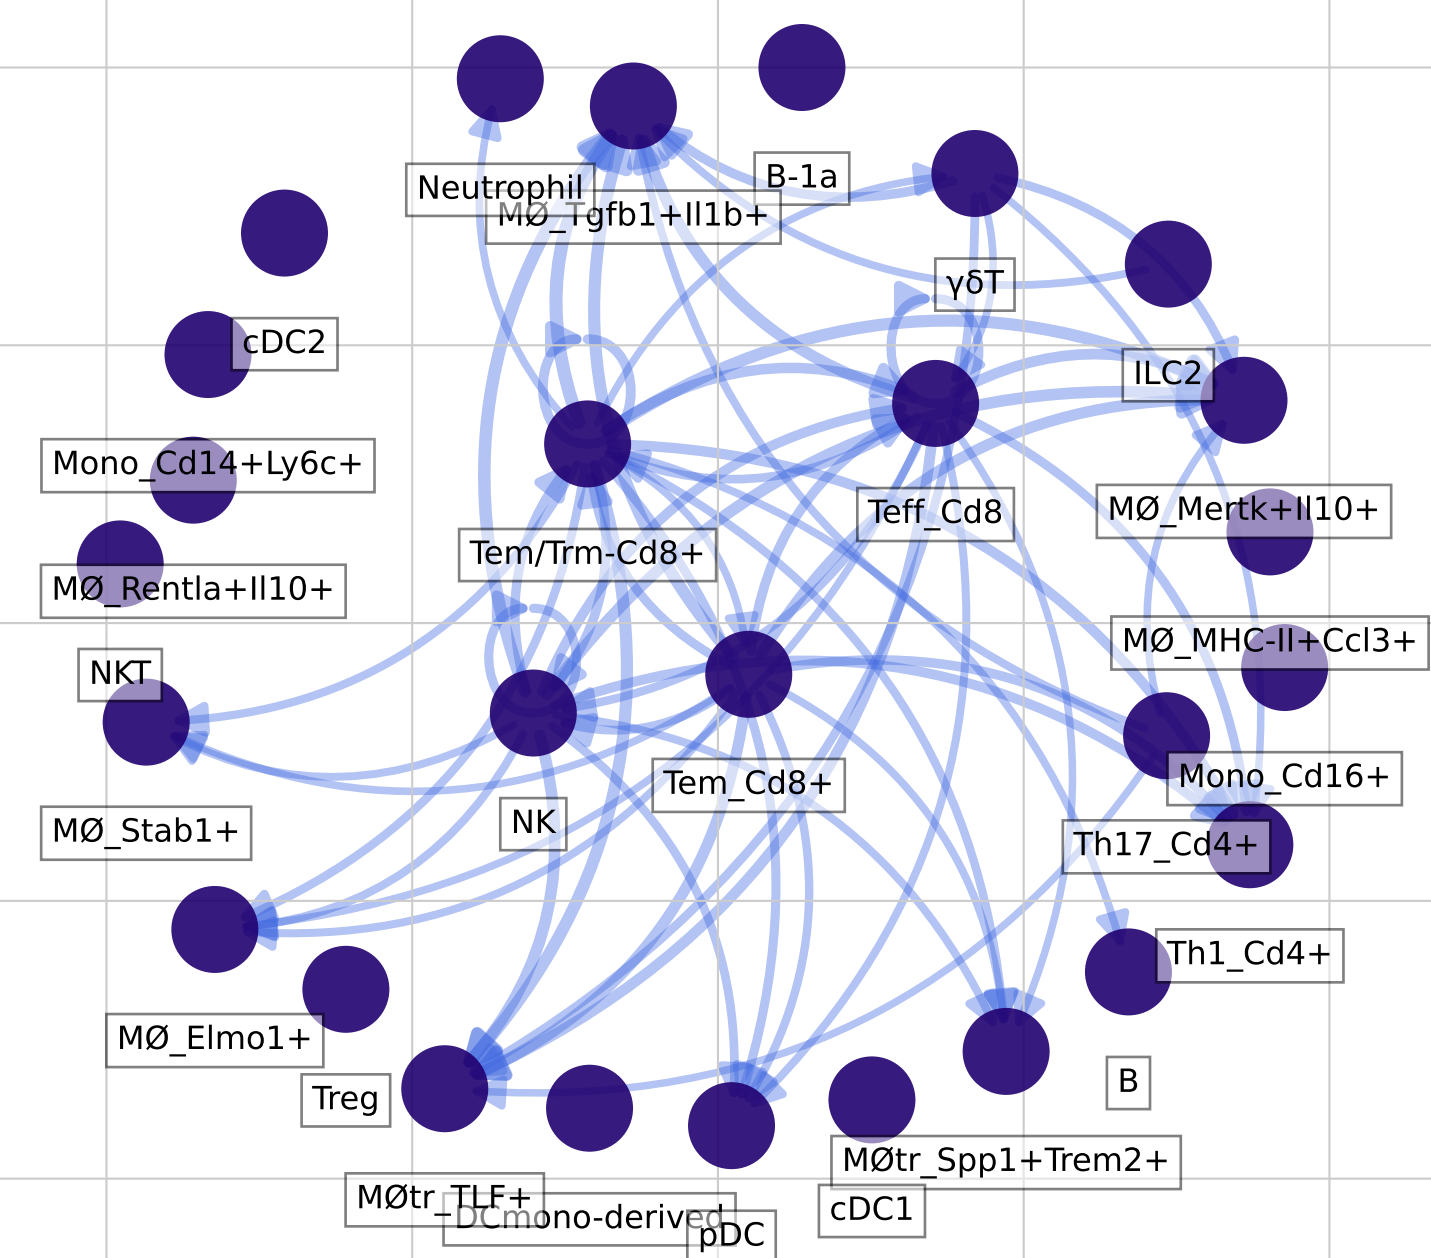 B-1a
Neutrophil
MØ_Tgfb1+Il1b+
γδT
cDC2
ILC2
Mono_Cd14+Ly6c+
Teff_Cd8
MØ_Mertk+Il10+
Tem/Trm-Cd8+
MØ_Rentla+Il10+
MØ_MHC-II+Ccl3+
NKT
Mono_Cd16+
Tem_Cd8+
NK
MØ_Stab1+
Th17_Cd4+
Th1_Cd4+
MØ_Elmo1+
B
Treg
MØtr_Spp1+Trem2+
MØtr_TLF+
cDC1
DCmono-derived
pDC